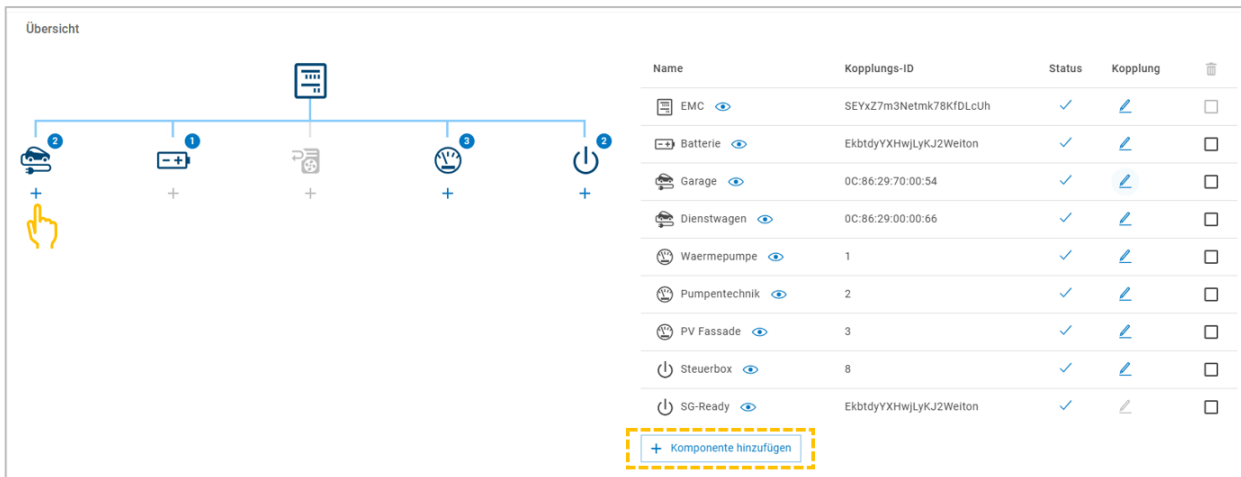 Übersicht
2
1
3
2
+ + + + +
Name Kopplungs-ID Status Kopplung
EMC SEYxZ7m3Netmk78KfDLcUh
Batterie EkbtdyYXHwjLyKJ2Weiton
Garage 0C:86:29:70:00:54
Dienstwagen 0C:86:29:00:00:66
Waermepumpe 1
Pumpentechnik 2
PV Fassade 3
Steuerbox 8
SG-Ready EkbtdyYXHwjLyKJ2Weiton
+ Komponente hinzufügen